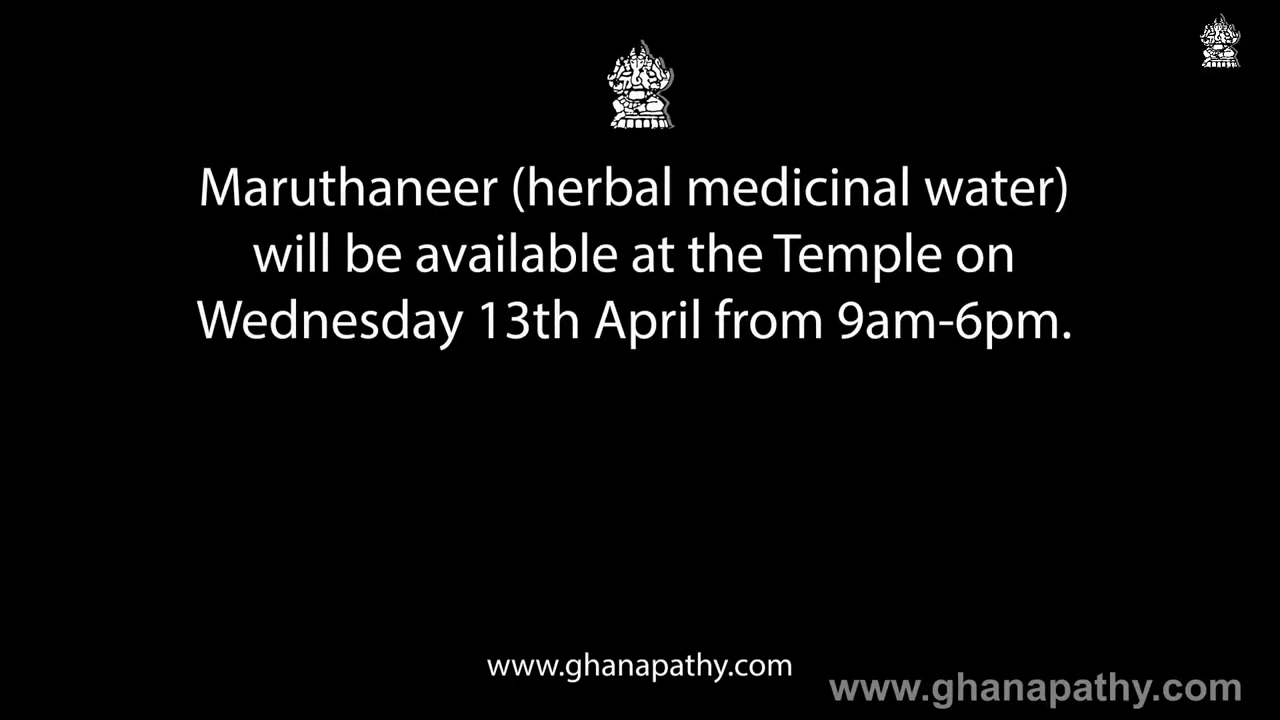 Maruthaneer (herbal medicinal water)
will be available at the Temple on
Wednesday 13th April from 9am-6pm.
www.ghanapathy.com
www.ghanapathy.com